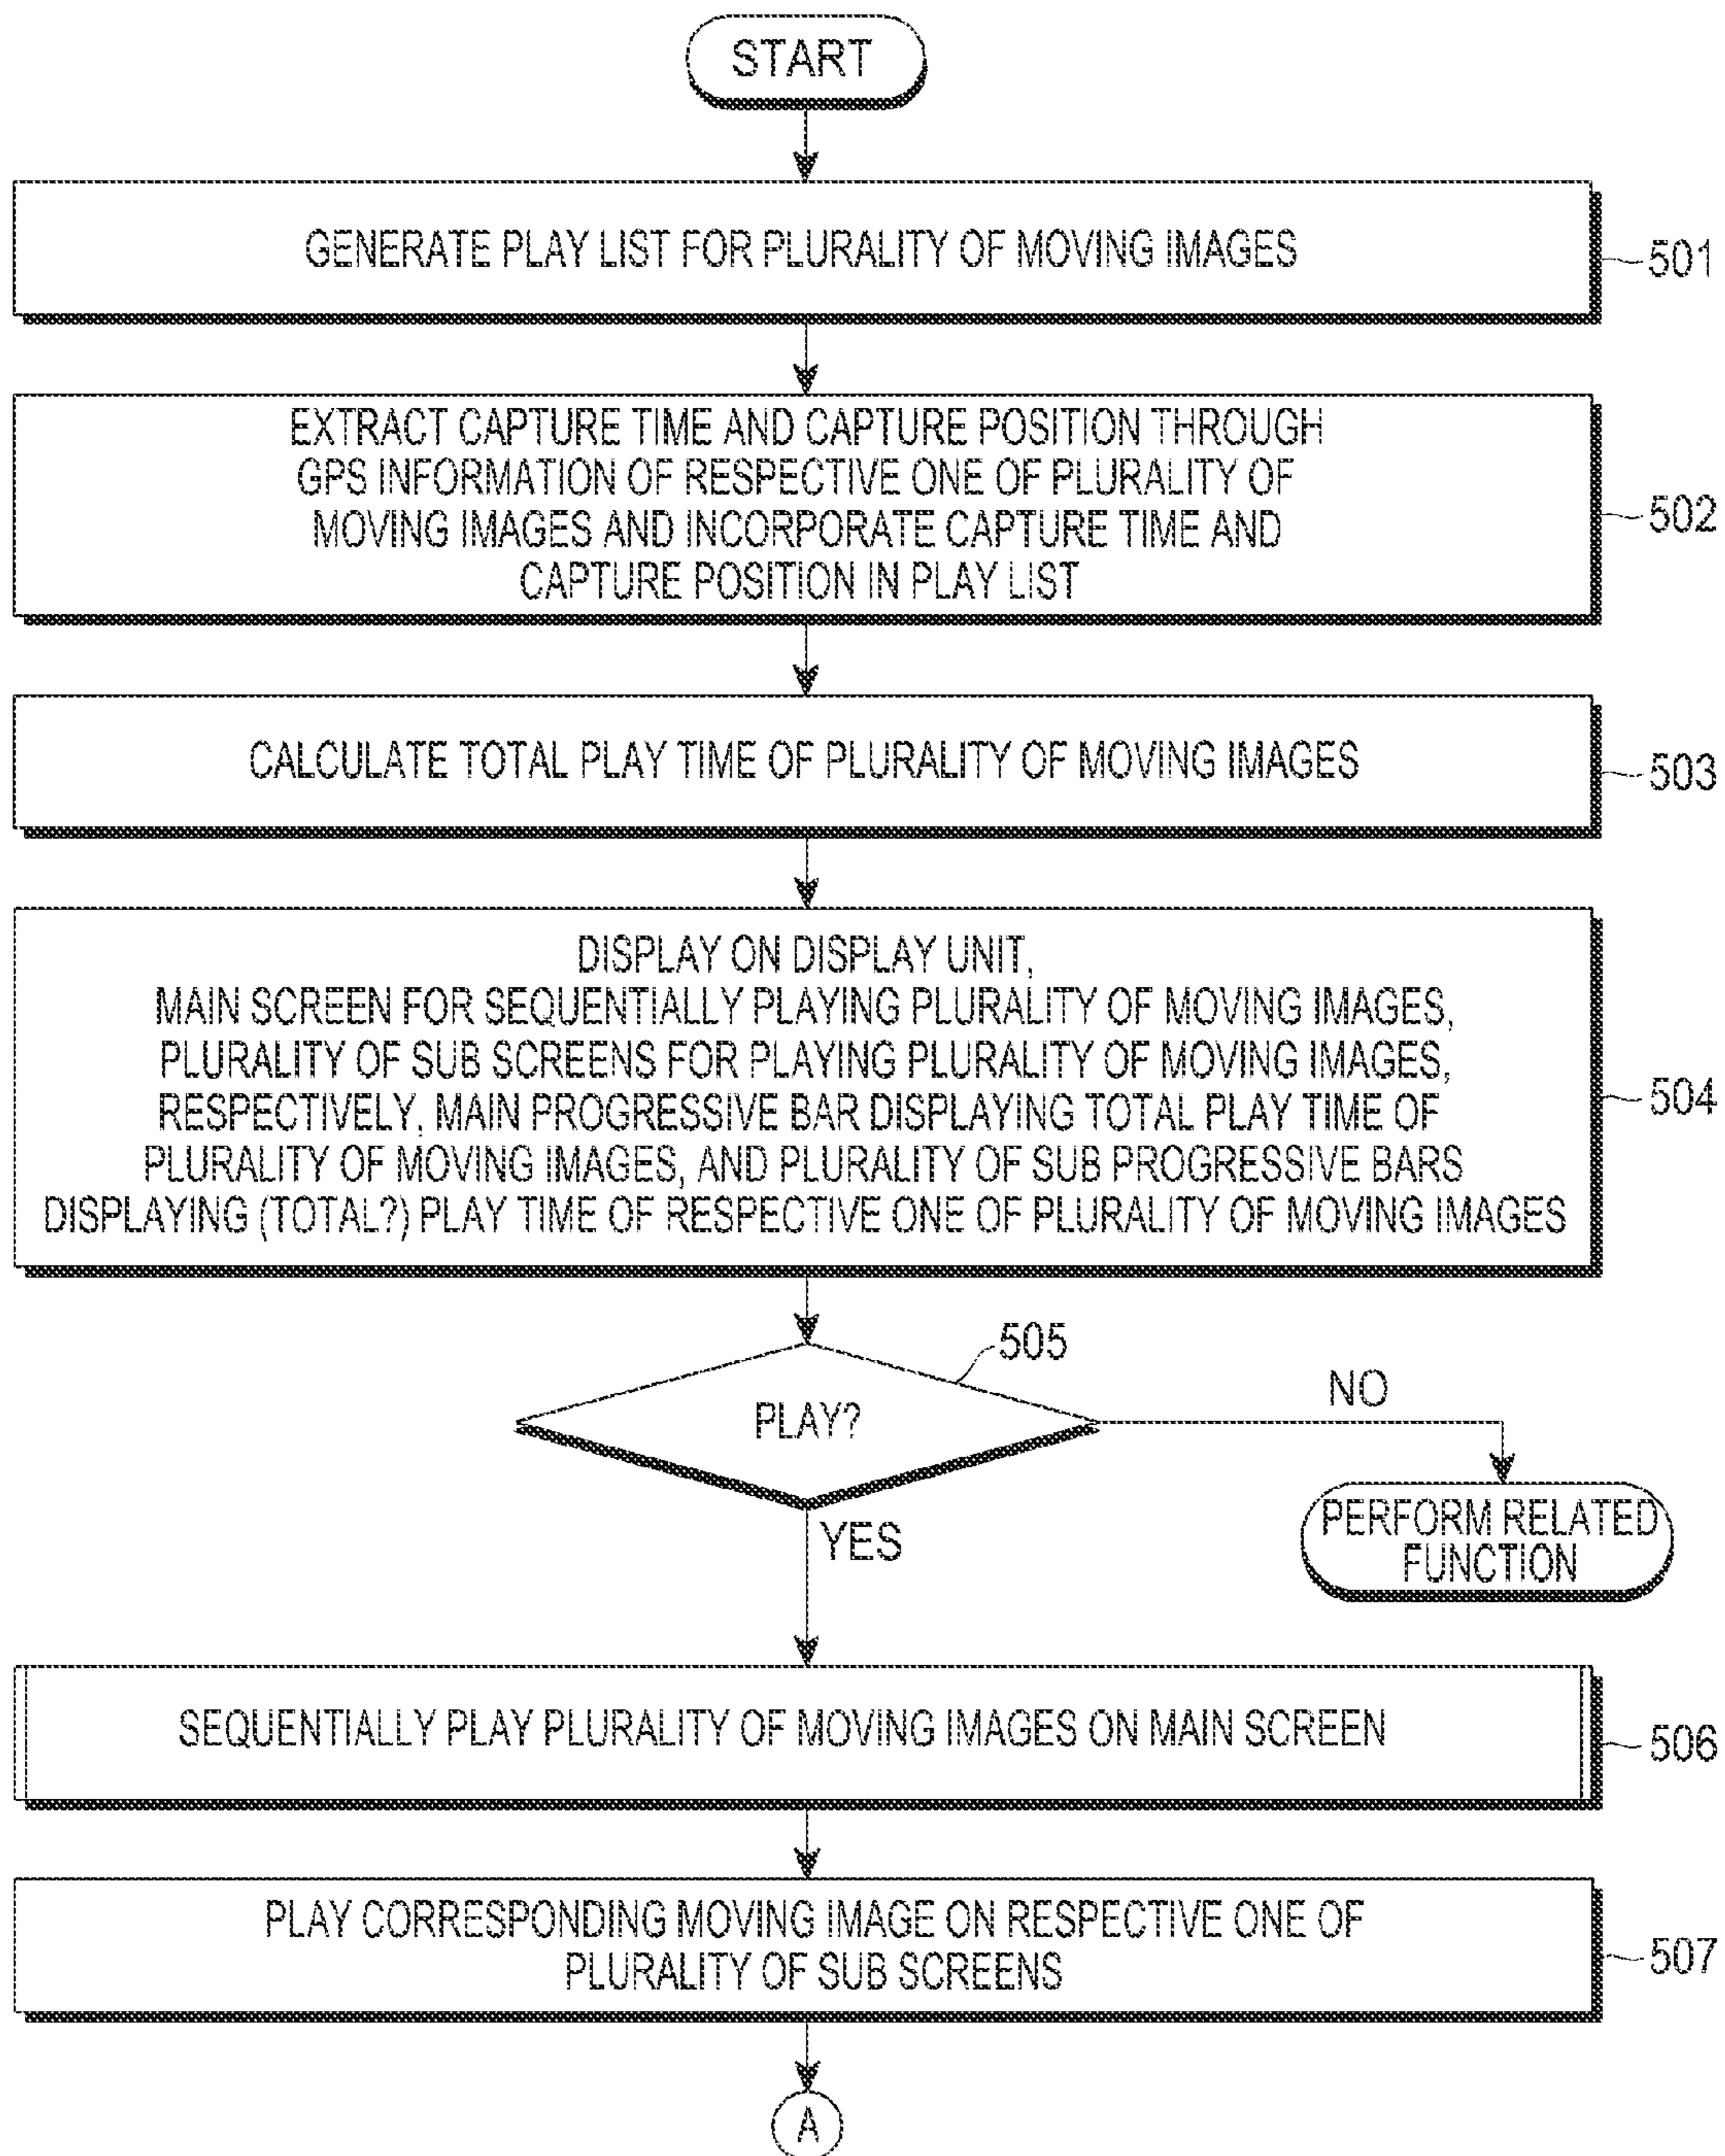 START
GENERATE PLAY LIST FOR PLURALITY OF MOVING IMAGES
501
EXTRACT CAPTURE TIME AND CAPTURE POSITION THROUGH
GPS INFORMATION OF RESPECTIVE ONE OF PLURALITY OF
MOVING IMAGES AND INCORPORATE CAPTURE TIME AND
CAPTURE POSITION IN PLAY LIST
502
CALCULATE TOTAL PLAY TIME OF PLURALITY OF MOVING IMAGES
503
DISPLAY ON DISPLAY UNIT,
MAIN SCREEN FOR SEQUENTIALLY PLAYING PLURALITY OF MOVING IMAGES,
PLURALITY OF SUB SCREENS FOR PLAYING PLURALITY OF MOVING IMAGES,
RESPECTIVELY, MAIN PROGRESSIVE BAR DISPLAYING TOTAL PLAY TIME OF
PLURALITY OF MOVING IMAGES, AND PLURALITY OF SUB PROGRESSIVE BARS
DISPLAYING (TOTAL?) PLAY TIME OF RESPECTIVE ONE OF PLURALITY OF MOVING IMAGES
504
505
PLAY?
NO
YES
PERFORM RELATED
FUNCTION
SEQUENTIALLY PLAY PLURALITY OF MOVING IMAGES ON MAIN SCREEN
506
PLAY CORRESPONDING MOVING IMAGE ON RESPECTIVE ONE OF
PLURALITY OF SUB SCREENS
507
A